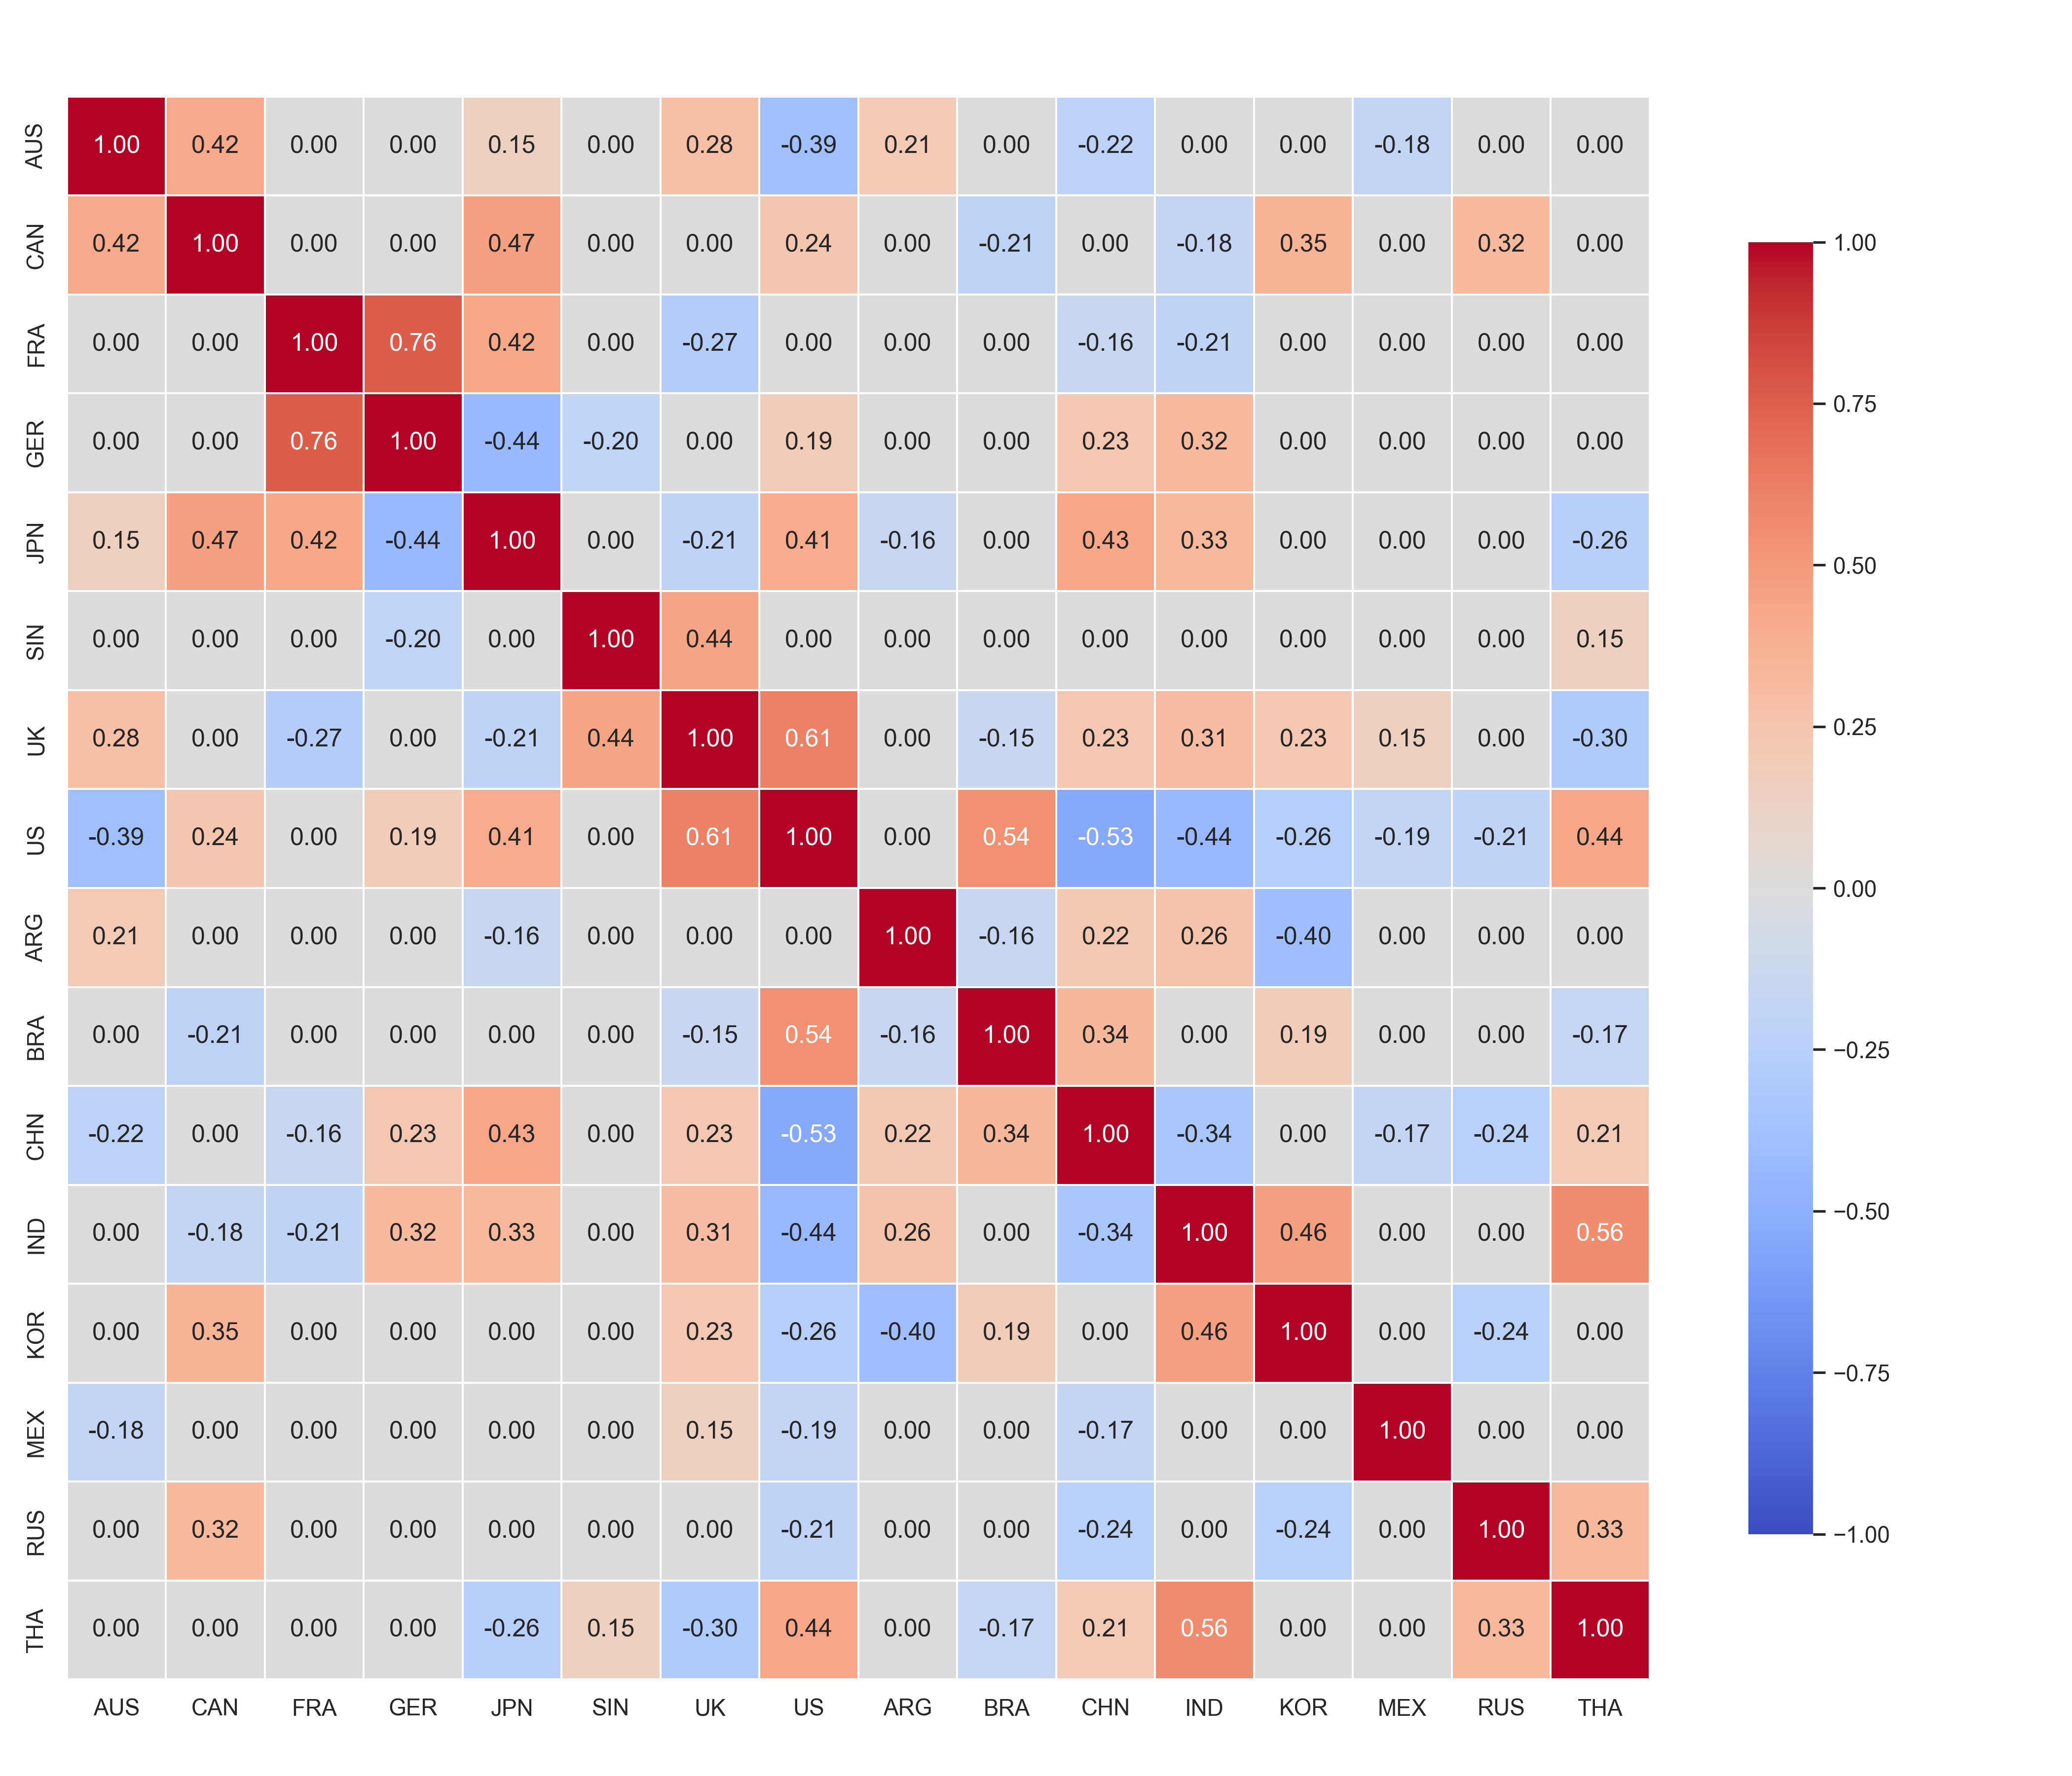 AUS 1.00 0.42 0.00 0.00 0.15 0.00 0.28 -0.39 0.21 0.00 -0.22 0.00 0.00 -0.18 0.00 0.00
CAN 0.42 1.00 0.00 0.00 0.47 0.00 0.00 0.24 0.00 -0.21 0.00 -0.18 0.35 0.00 0.32 0.00
FRA 0.00 0.00 1.00 0.76 0.42 0.00 -0.27 0.00 0.00 0.00 -0.16 -0.21 0.00 0.00 0.00 0.00
GER 0.00 0.00 0.76 1.00 -0.44 -0.20 0.00 0.19 0.00 0.00 0.23 0.32 0.00 0.00 0.00 0.00
JPN 0.15 0.47 0.42 -0.44 1.00 0.00 -0.21 0.41 -0.16 0.00 0.43 0.33 0.00 0.00 0.00 -0.26
SIN 0.00 0.00 0.00 -0.20 0.00 1.00 0.44 0.00 0.00 0.00 0.00 0.00 0.00 0.00 0.00 0.15
UK 0.28 0.00 -0.27 0.00 -0.21 0.44 1.00 0.61 0.00 -0.15 0.23 0.31 0.23 0.15 0.00 -0.30
US -0.39 0.24 0.00 0.19 0.41 0.00 0.61 1.00 0.00 0.54 -0.53 -0.44 -0.26 -0.19 -0.21 0.44
ARG 0.21 0.00 0.00 0.00 -0.16 0.00 0.00 0.00 1.00 -0.16 0.22 0.26 -0.40 0.00 0.00 0.00
BRA 0.00 -0.21 0.00 0.00 0.00 0.00 -0.15 0.54 -0.16 1.00 0.34 0.00 0.19 0.00 0.00 -0.17
CHN -0.22 0.00 -0.16 0.23 0.43 0.00 0.23 -0.53 0.22 0.34 1.00 -0.34 0.00 -0.17 -0.24 0.21
IND 0.00 -0.18 -0.21 0.32 0.33 0.00 0.31 -0.44 0.26 0.00 -0.34 1.00 0.46 0.00 0.00 0.56
KOR 0.00 0.35 0.00 0.00 0.00 0.00 0.23 -0.26 -0.40 0.19 0.00 0.46 1.00 0.00 -0.24 0.00
MEX -0.18 0.00 0.00 0.00 0.00 0.00 0.15 -0.19 0.00 0.00 -0.17 0.00 0.00 1.00 0.00 0.00
RUS 0.00 0.32 0.00 0.00 0.00 0.00 0.00 -0.21 0.00 0.00 -0.24 0.00 -0.24 0.00 1.00 0.33
THA 0.00 0.00 0.00 0.00 -0.26 0.15 -0.30 0.44 0.00 -0.17 0.21 0.56 0.00 0.00 0.33 1.00
AUS CAN FRA GER JPN SIN UK US ARG BRA CHN IND KOR MEX RUS THA
1.00
0.75
0.50
0.25
0.00
−0.25
−0.50
−0.75
−1.00